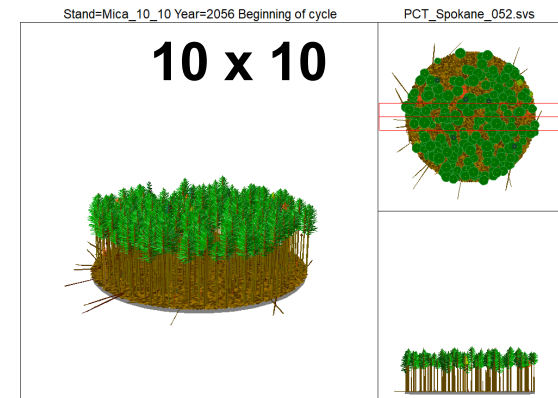 Stand=Mica_10_10 Year=2056 Beginning of cycle
PCT_Spokane_052.svs
10 x 10